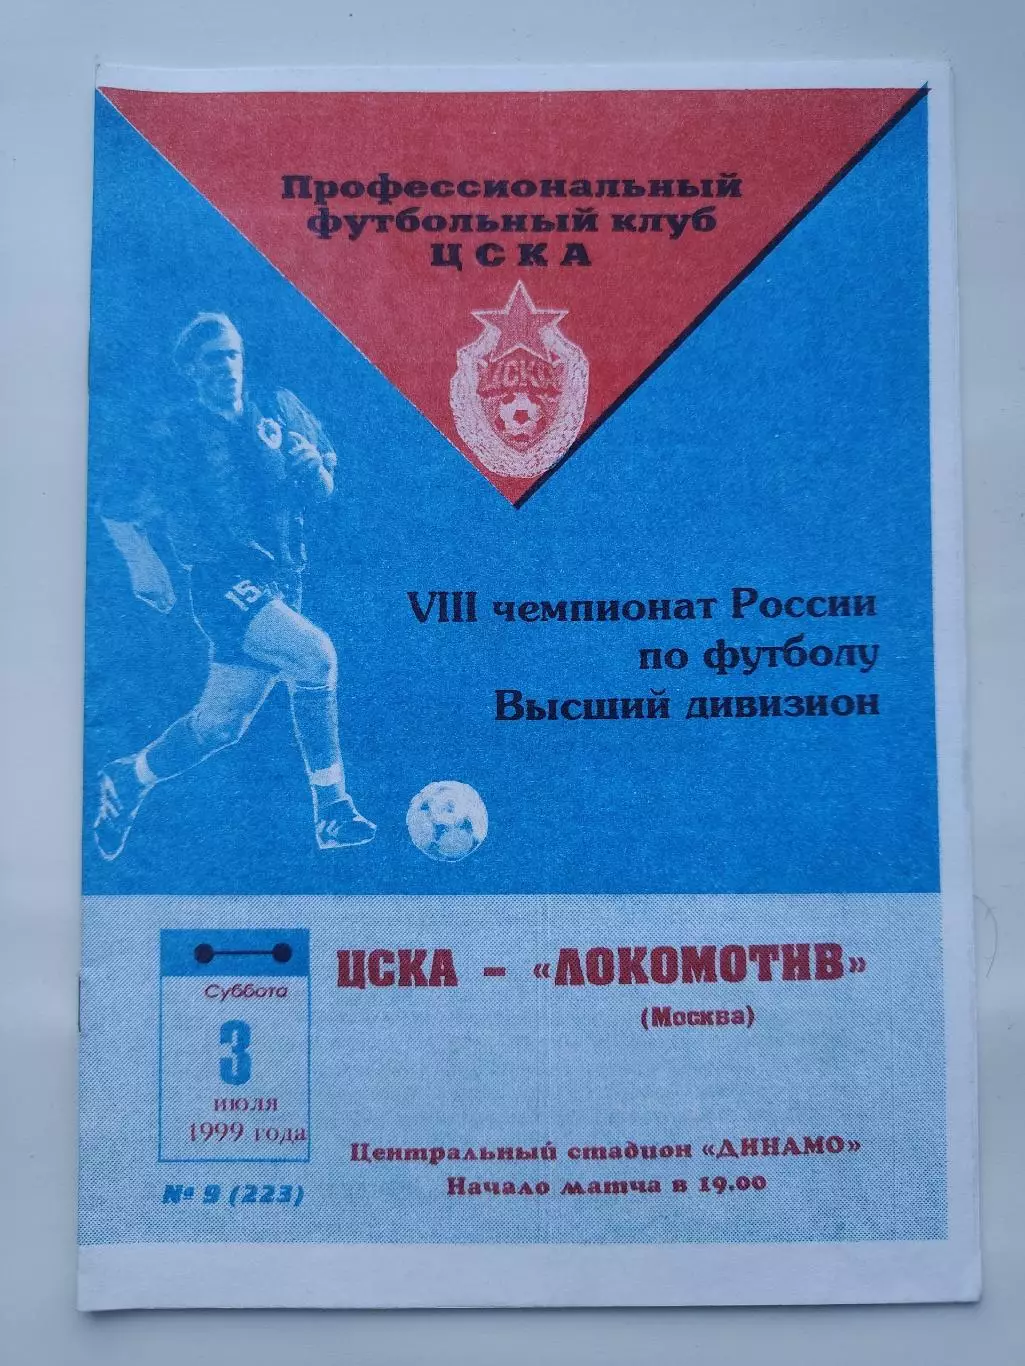 Профессиональный
футбольный клуб
ЦСКА
ЦСКА
15
VIII чемпионат России
по футболу
Высший дивизион
ЦСКА - «ЛОКОМОТИВ»
(Москва)
Суббота
3
июля
1999 года
№ 9 (223)
Центральный стадион «ДИНАМО»
Начало матча в 19.00